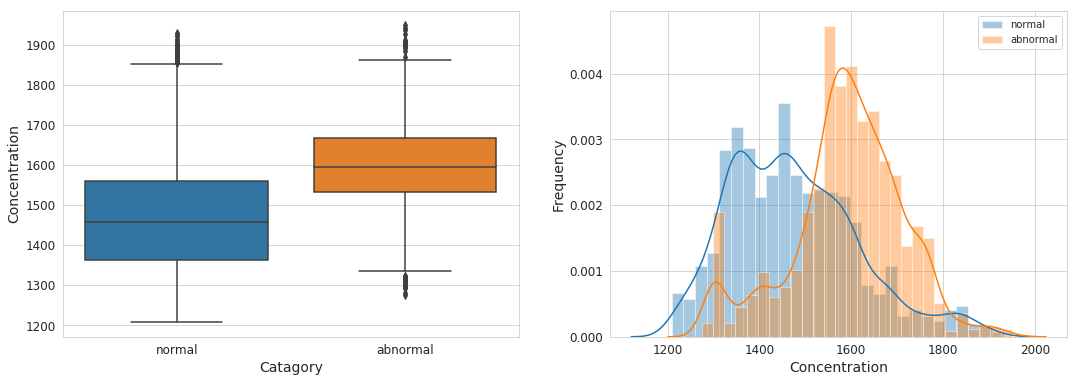 1900
1800
1700
1600
1500
1400
1300
1200
Concentration
normal
abnormal
Catagory
normal
abnormal
0.004
0.003
0.002
0.001
0.000
Frequency
1200
1400
1600
1800
2000
Concentration